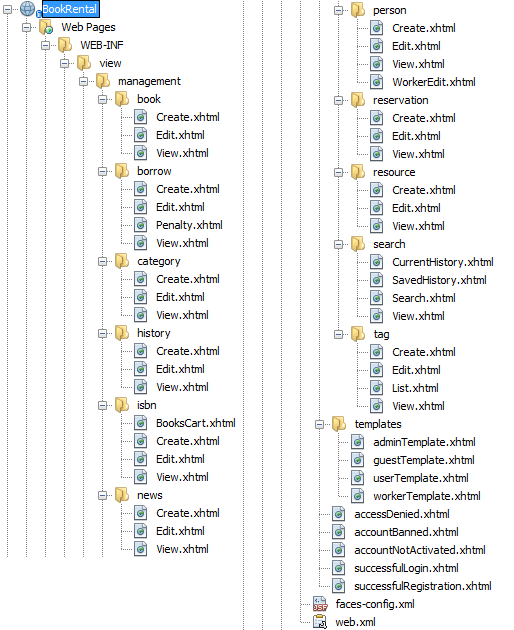 BookRental
Web Pages
WEB-INF
view
management
book
Create.xhtml
Edit.xhtml
View.xhtml
borrow
Create.xhtml
Edit.xhtml
Penalty.xhtml
View.xhtml
category
Create.xhtml
Edit.xhtml
View.xhtml
history
Create.xhtml
Edit.xhtml
View.xhtml
isbn
BooksCart.xhtml
Create.xhtml
Edit.xhtml
View.xhtml
news
Create.xhtml
Edit.xhtml
View.xhtml
person
Create.xhtml
Edit.xhtml
View.xhtml
WorkerEdit.xhtml
reservation
Create.xhtml
Edit.xhtml
View.xhtml
resource
Create.xhtml
Edit.xhtml
View.xhtml
search
CurrentHistory.xhtml
SavedHistory.xhtml
Search.xhtml
View.xhtml
tag
Create.xhtml
Edit.xhtml
List.xhtml
View.xhtml
templates
adminTemplate.xhtml
guestTemplate.xhtml
userTemplate.xhtml
workerTemplate.xhtml
accessDenied.xhtml
accountBanned.xhtml
accountNotActivated.xhtml
successfulLogin.xhtml
successfulRegistration.xhtml
JSF faces-config.xml
web.xml